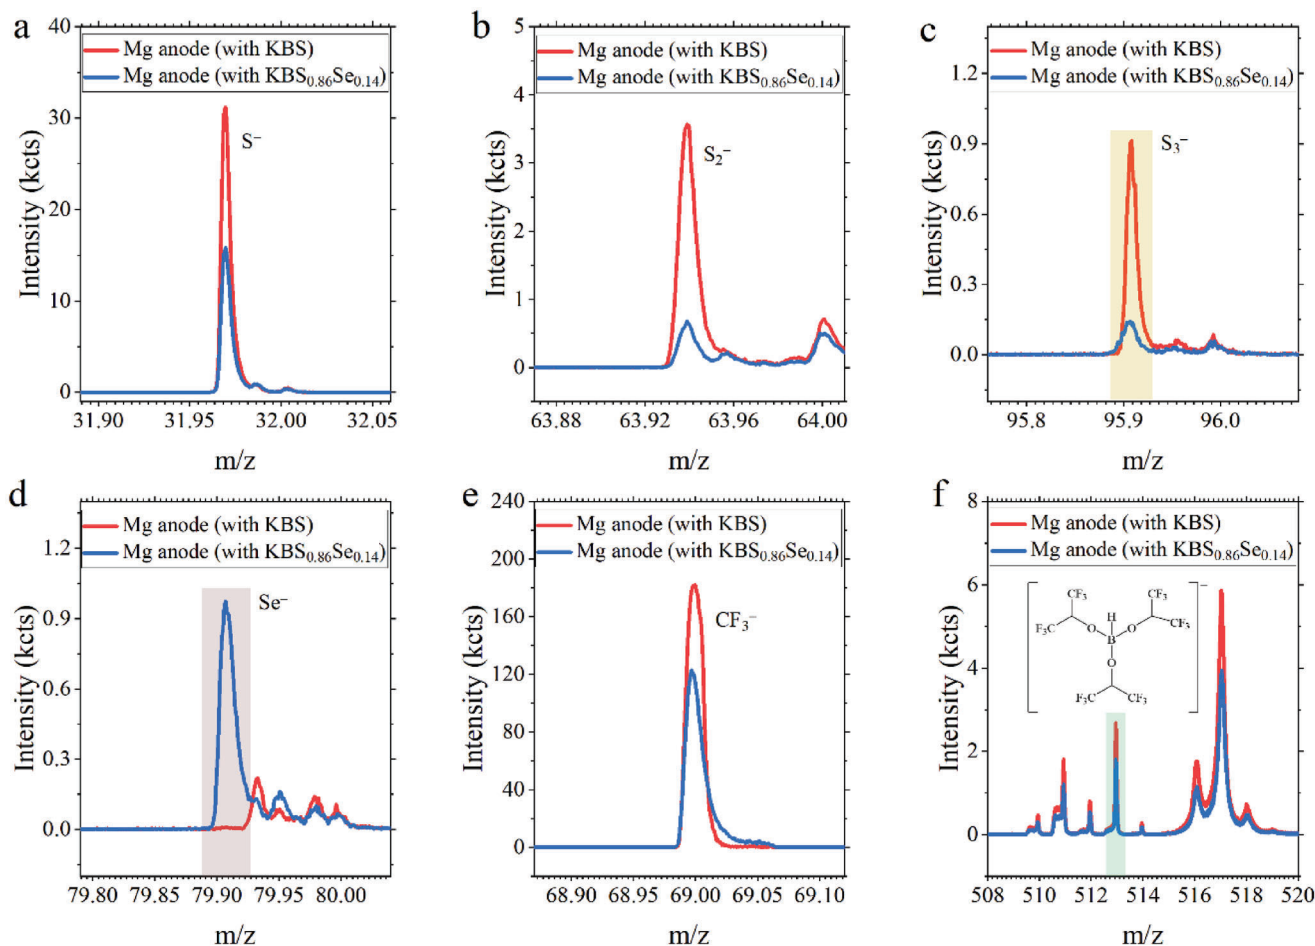 a
40
30
20
10
0
Intensity (kcts)
Mg anode (with KBS)
Mg anode (with KBS0.86Se0.14)
S−
31.90 31.95 32.00 32.05
m/z
b
5
4
3
2
1
0
Intensity (kcts)
Mg anode (with KBS)
Mg anode (with KBS0.86Se0.14)
S2−
63.88 63.92 63.96 64.00
m/z
c
1.2
0.9
0.6
0.3
0.0
Intensity (kcts)
Mg anode (with KBS)
Mg anode (with KBS0.86Se0.14)
S3−
95.8 95.9 96.0
m/z
d
1.2
0.9
0.6
0.3
0.0
Intensity (kcts)
Mg anode (with KBS)
Mg anode (with KBS0.86Se0.14)
Se−
79.80 79.85 79.90 79.95 80.00
m/z
e
240
200
160
120
80
40
0
Intensity (kcts)
Mg anode (with KBS)
Mg anode (with KBS0.86Se0.14)
CF3−
68.90 68.95 69.00 69.05 69.10
m/z
f
8
6
4
2
0
Intensity (kcts)
Mg anode (with KBS)
Mg anode (with KBS0.86Se0.14)
−
CF3 CF3
H
F3C O B O CF3
O
F3C CF3
508 510 512 514 516 518 520
m/z